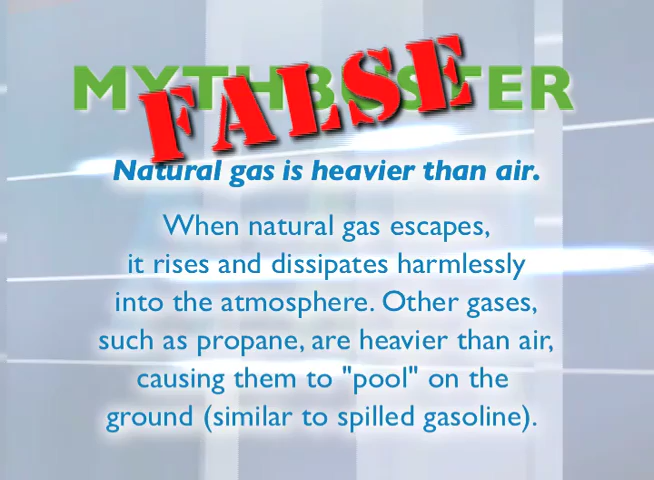 MYTHBUSTER
FALSE
Natural gas is heavier than air.
When natural gas escapes,
it rises and dissipates harmlessly
into the atmosphere. Other gases,
such as propane, are heavier than air,
causing them to "pool" on the
ground (similar to spilled gasoline).